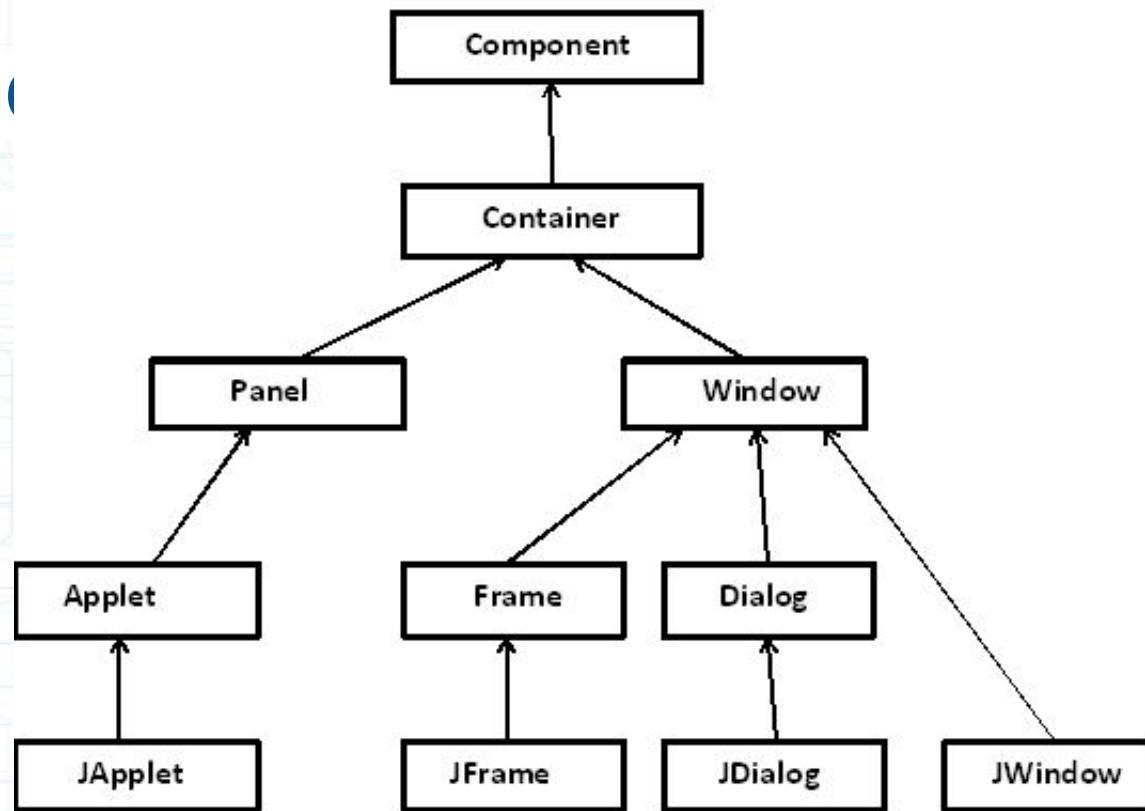 Component
Container
Panel Window
Applet Frame Dialog
JApplet JFrame JDialog JWindow